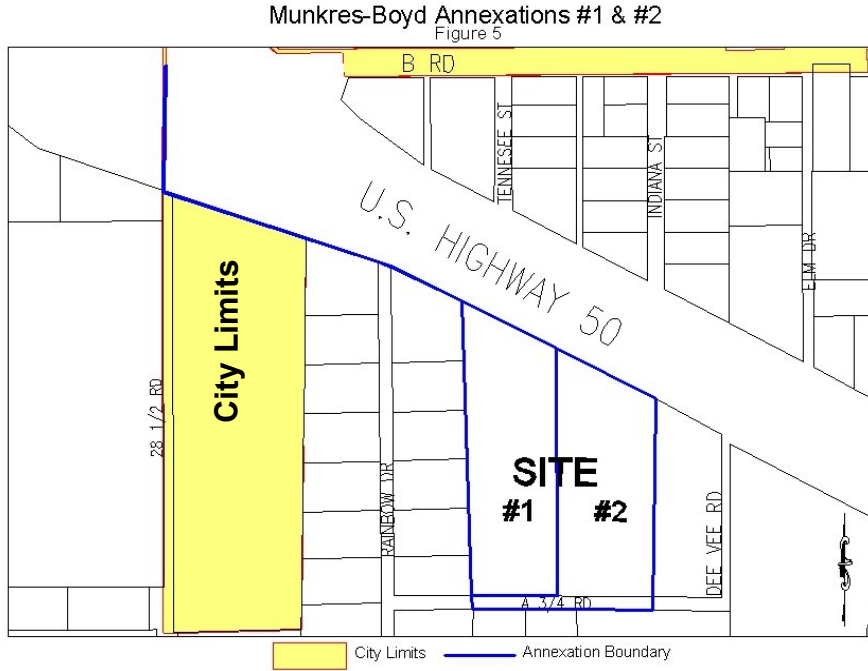 Munkres-Boyd Annexations #1 & #2
Figure 5
B RD
TENNESEE ST
INDIANA ST
ELM DR
U.S. HIGHWAY 50
City Limits
28 1/2 RD
RAINBOW DR
SITE
#1 #2
DEE VEE RD
A 3/4 RD
City Limits Annexation Boundary